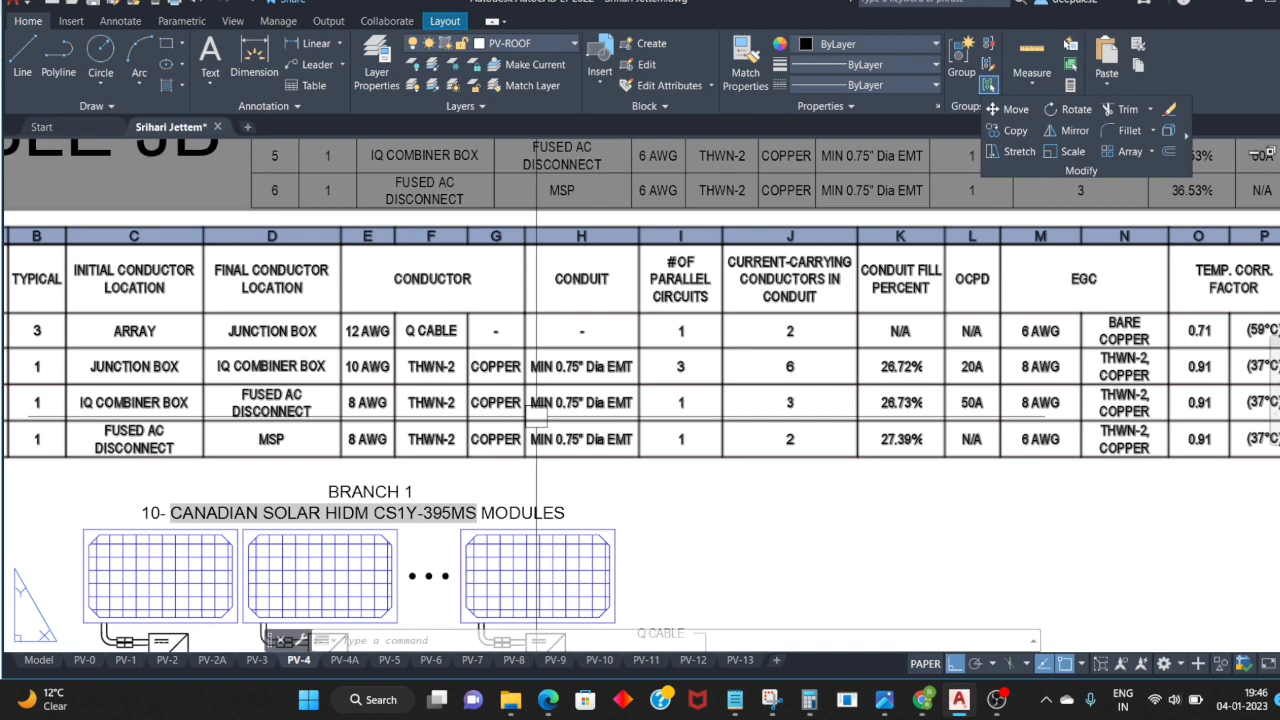 Share
Autodesk AutoCAD LT 2022
Srihari Jettem.dwg
Type a keyword or phrase
Home Insert Annotate Parametric View Manage Output Collaborate Layout
Line Polyline Circle Arc Text Dimension
Linear
Leader
Table
Layer Properties
PV-ROOF
Make Current
Match Layer
Insert
Create
Edit
Edit Attributes
Match Properties
ByLayer
ByLayer
ByLayer
Group
Measure
Paste
Draw Annotation Layers Block Properties Groups
Move Rotate Trim
Copy Mirror Fillet
Stretch Scale Array
Modify
Start Srihari Jettem*
5 1 IQ COMBINER BOX FUSED AC DISCONNECT 6 AWG THWN-2 COPPER MIN 0.75" Dia EMT 1
6 1 FUSED AC DISCONNECT MSP 6 AWG THWN-2 COPPER MIN 0.75" Dia EMT 1 3 36.53% N/A
B C D E F G H I J K L M N O P
TYPICAL INITIAL CONDUCTOR LOCATION FINAL CONDUCTOR LOCATION CONDUCTOR CONDUIT # OF PARALLEL CIRCUITS CURRENT-CARRYING CONDUCTORS IN CONDUIT CONDUIT FILL PERCENT OCPD EGC TEMP. CORR. FACTOR
3 ARRAY JUNCTION BOX 12 AWG Q CABLE - - 1 2 N/A N/A 6 AWG BARE COPPER 0.71 (59°C)
1 JUNCTION BOX IQ COMBINER BOX 10 AWG THWN-2 COPPER MIN 0.75" Dia EMT 3 6 26.72% 20A 8 AWG THWN-2, COPPER 0.91 (37°C)
1 IQ COMBINER BOX FUSED AC DISCONNECT 8 AWG THWN-2 COPPER MIN 0.75" Dia EMT 1 3 26.73% 50A 8 AWG THWN-2, COPPER 0.91 (37°C)
1 FUSED AC DISCONNECT MSP 8 AWG THWN-2 COPPER MIN 0.75" Dia EMT 1 2 27.39% N/A 8 AWG THWN-2, COPPER 0.91 (37°C)
BRANCH 1
10- CANADIAN SOLAR HIDM CS1Y-395MS MODULES
Type a command
Q CABLE
Y
X
Model PV-0 PV-1 PV-2 PV-2A PV-3 PV-4 PV-4A PV-5 PV-6 PV-7 PV-8 PV-9 PV-10 PV-11 PV-12 PV-13 PAPER
12°C
Clear
Search
ENG
IN
19:46
04-01-2023